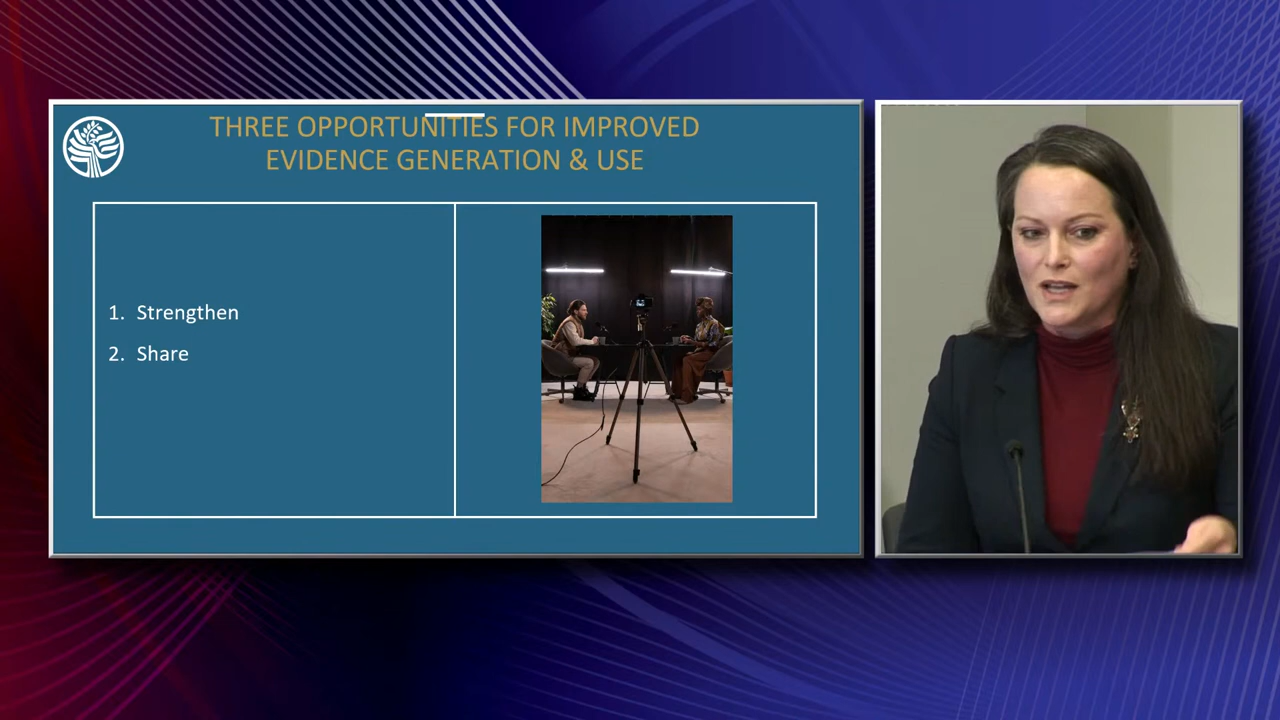 THREE OPPORTUNITIES FOR IMPROVED
EVIDENCE GENERATION & USE
1. Strengthen
2. Share